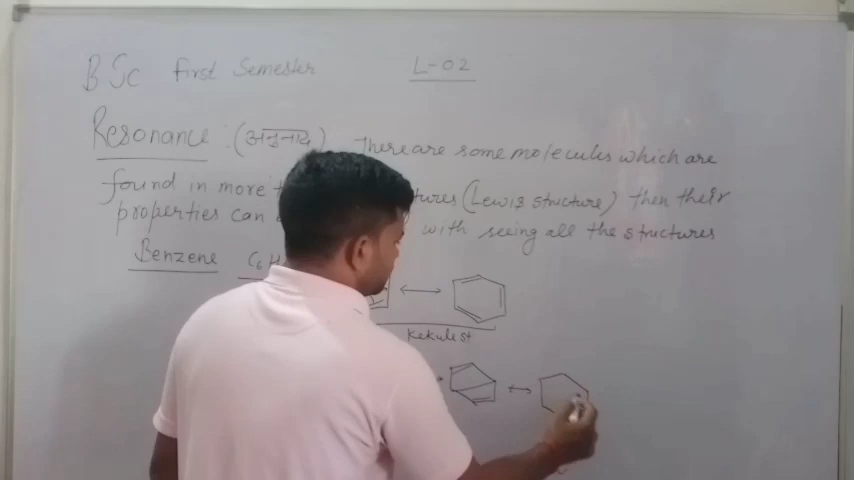 BSc First Semester L-02
Resonance : (अनुनाद) There are some molecules which are
found in more t tures (Lewis structure) then their
properties can with seeing all the structures
Benzene C6H
Kekule st